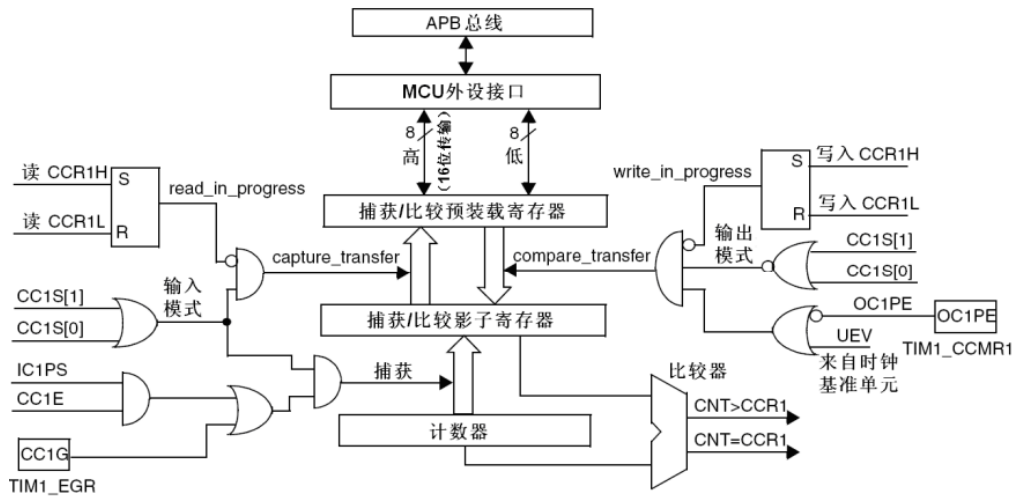 APB总线
MCU外设接口
8
高
(16位传输)
8
低
读 CCR1H
S
read_in_progress
读 CCR1L
R
捕获/比较预装载寄存器
write_in_progress
S
写入 CCR1H
R
写入 CCR1L
capture_transfer
compare_transfer
输出
模式
CC1S[1]
CC1S[0]
CC1S[1]
输入
模式
CC1S[0]
捕获/比较影子寄存器
OC1PE
OC1PE
UEV
TIM1_CCMR1
来自时钟
基准单元
IC1PS
CC1E
捕获
比较器
CNT>CCR1
计数器
CNT=CCR1
CC1G
TIM1_EGR